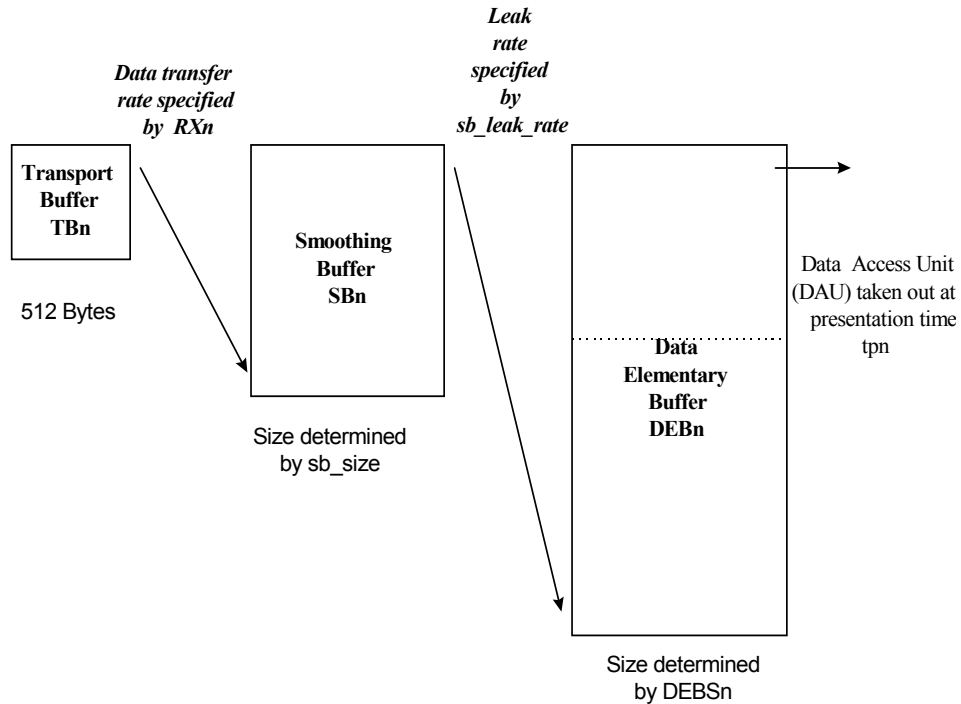 Data transfer
rate specified
by RXn
Leak
rate
specified
by
sb_leak_rate
Transport
Buffer
TBn
512 Bytes
Smoothing
Buffer
SBn
Size determined
by sb_size
Data
Elementary
Buffer
DEBn
Size determined
by DEBSn
Data Access Unit
(DAU) taken out at
presentation time
tpn